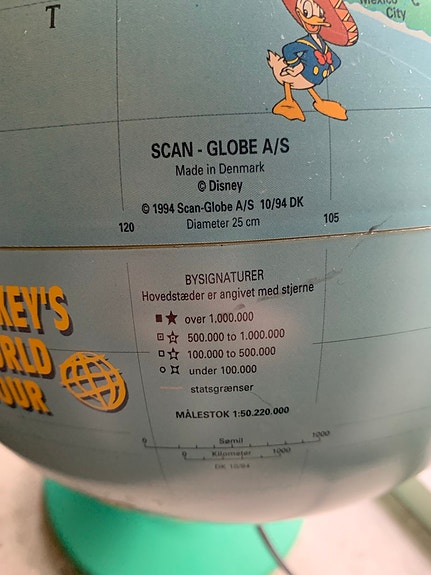 Mexico C
City
T
SCAN - GLOBE A/S
Made in Denmark
© Disney
© 1994 Scan-Globe A/S 10/94 DK
Diameter 25 cm
120
105
BYSIGNATURER
Hovedstæder er angivet med stjerne
over 1.000.000
500.000 to 1.000.000
100.000 to 500.000
under 100.000
statsgrænser
KEY'S
ORLD
OUR
MÅLESTOK 1:50.220.000
0 Sømil 1000
0 Kilometer 1000
DK 10/94